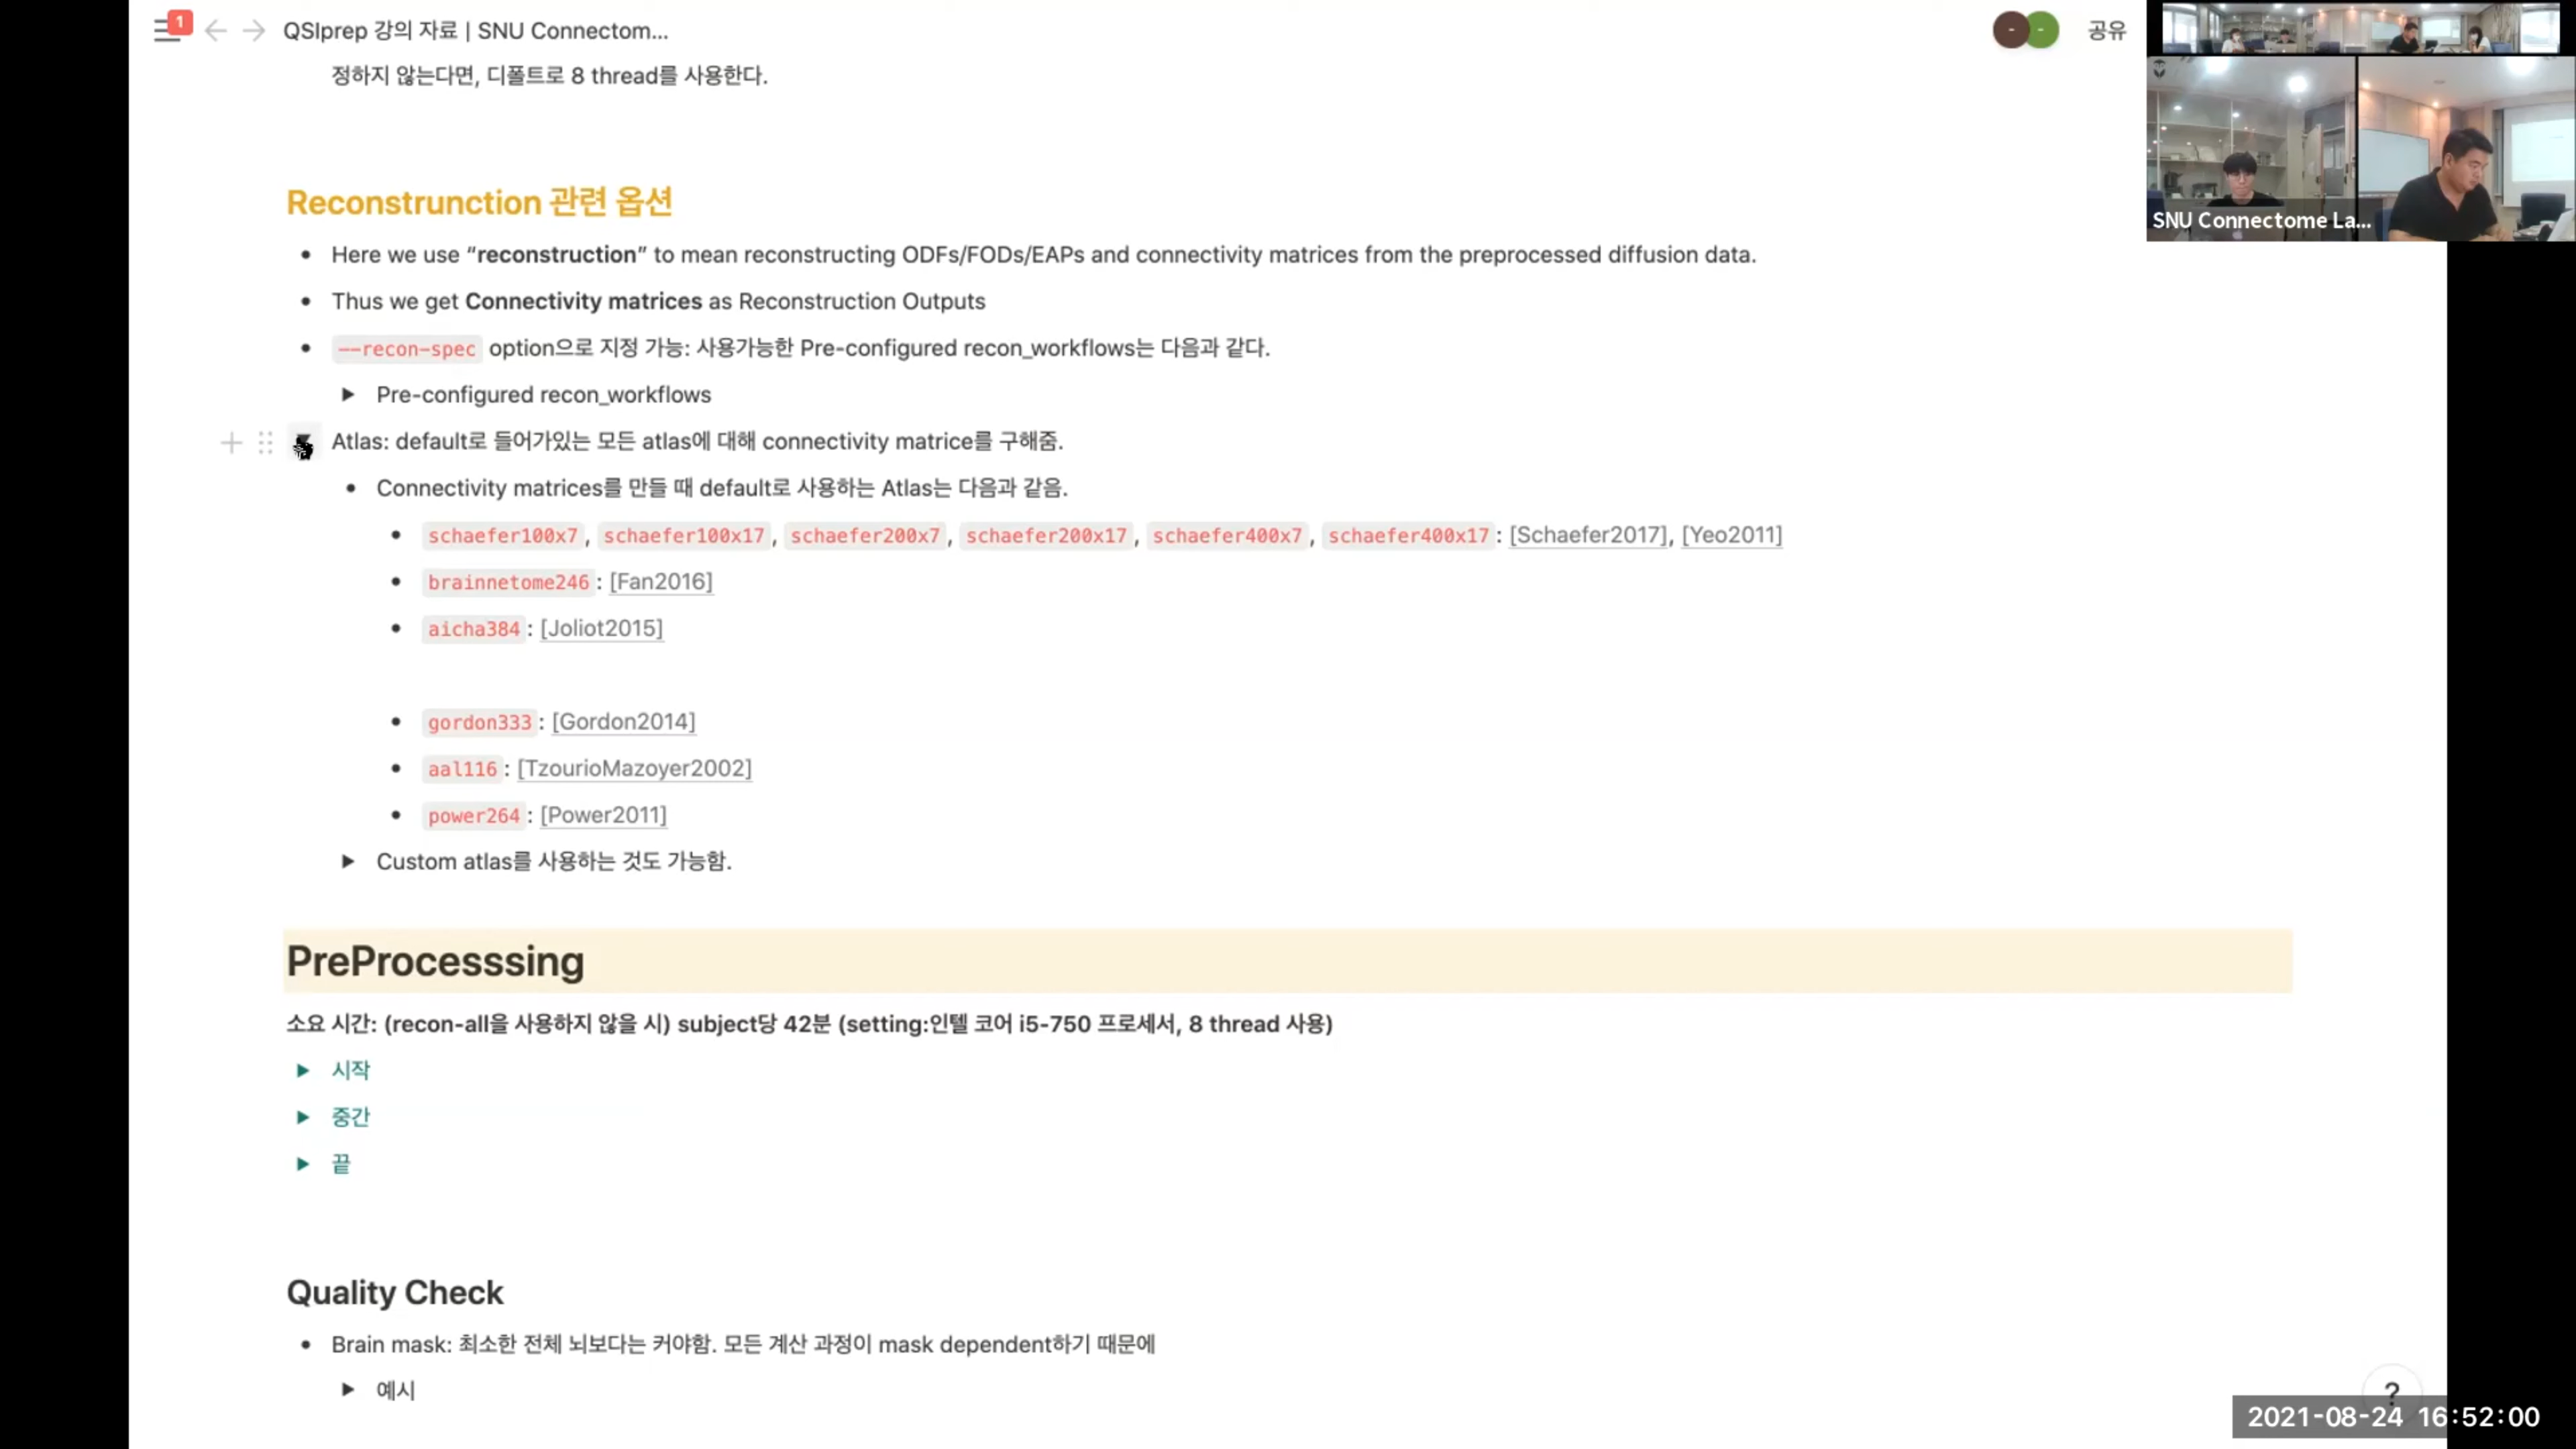 1
QSIprep 강의 자료 | SNU Connectom...
공유
정하지 않는다면, 디폴트로 8 thread를 사용한다.
SNU Connectome La...
Reconstrunction 관련 옵션
Here we use “reconstruction” to mean reconstructing ODFs/FODs/EAPs and connectivity matrices from the preprocessed diffusion data.
Thus we get Connectivity matrices as Reconstruction Outputs
—recon-spec option으로 지정 가능: 사용가능한 Pre-configured recon_workflows는 다음과 같다.
Pre-configured recon_workflows
Atlas: default로 들어가있는 모든 atlas에 대해 connectivity matrice를 구해줌.
Connectivity matrices를 만들 때 default로 사용하는 Atlas는 다음과 같음.
schaefer100x7, schaefer100x17, schaefer200x7, schaefer200x17, schaefer400x7, schaefer400x17: [Schaefer2017], [Yeo2011]
brainnetome246: [Fan2016]
aicha384: [Joliot2015]
gordon333: [Gordon2014]
aal116: [TzourioMazoyer2002]
power264: [Power2011]
Custom atlas를 사용하는 것도 가능함.
PreProcesssing
소요 시간: (recon-all을 사용하지 않을 시) subject당 42분 (setting:인텔 코어 i5-750 프로세서, 8 thread 사용)
시작
중간
끝
Quality Check
Brain mask: 최소한 전체 뇌보다는 커야함. 모든 계산 과정이 mask dependent하기 때문에
예시
?
2021-08-24 16:52:00